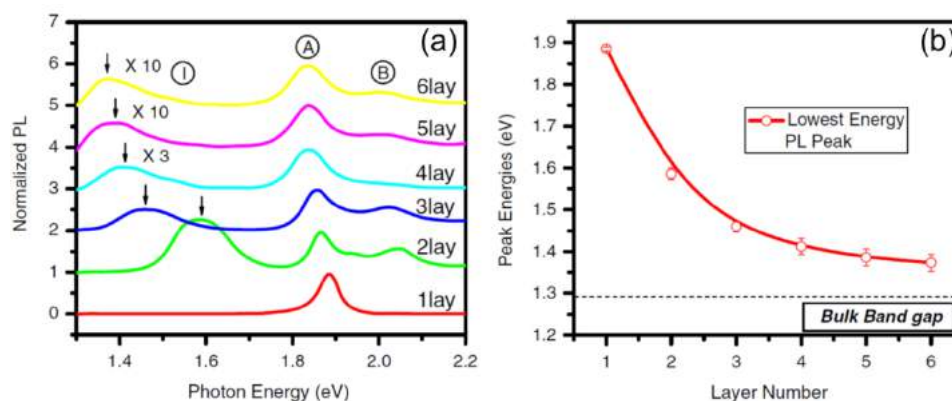 (a)
Normalized PL
7
6
5
4
3
2
1
0
I
A
B
X 10
X 10
X 3
6lay
5lay
4lay
3lay
2lay
1lay
1.4 1.6 1.8 2.0 2.2
Photon Energy (eV)
(b)
Peak Energies (eV)
1.9
1.8
1.7
1.6
1.5
1.4
1.3
1.2
Lowest Energy
PL Peak
Bulk Band gap
1 2 3 4 5 6
Layer Number